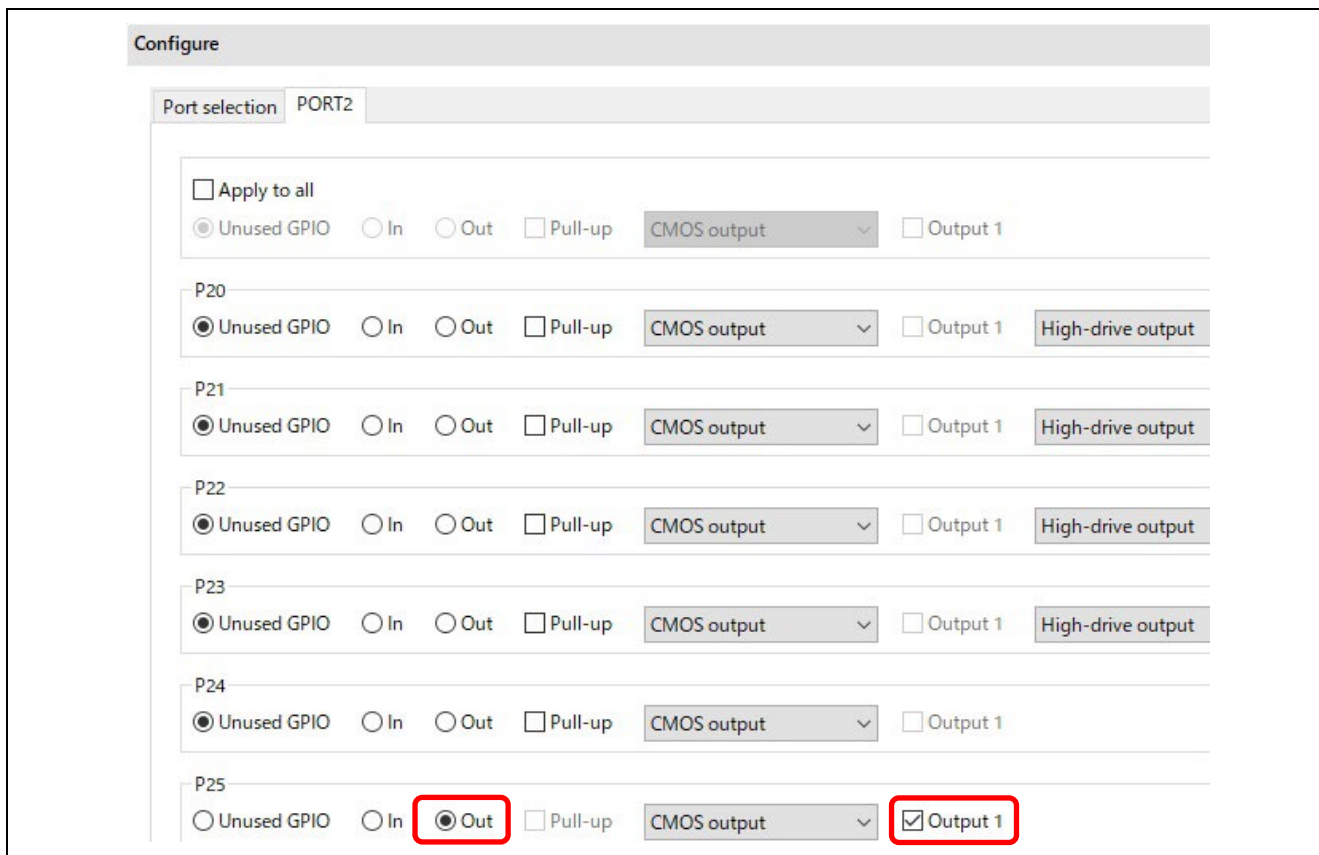 Configure
Port selection PORT2
Apply to all
Unused GPIO In Out Pull-up CMOS output Output 1
P20
Unused GPIO In Out Pull-up CMOS output Output 1 High-drive output
P21
Unused GPIO In Out Pull-up CMOS output Output 1 High-drive output
P22
Unused GPIO In Out Pull-up CMOS output Output 1 High-drive output
P23
Unused GPIO In Out Pull-up CMOS output Output 1 High-drive output
P24
Unused GPIO In Out Pull-up CMOS output Output 1
P25
Unused GPIO In Out Pull-up CMOS output Output 1